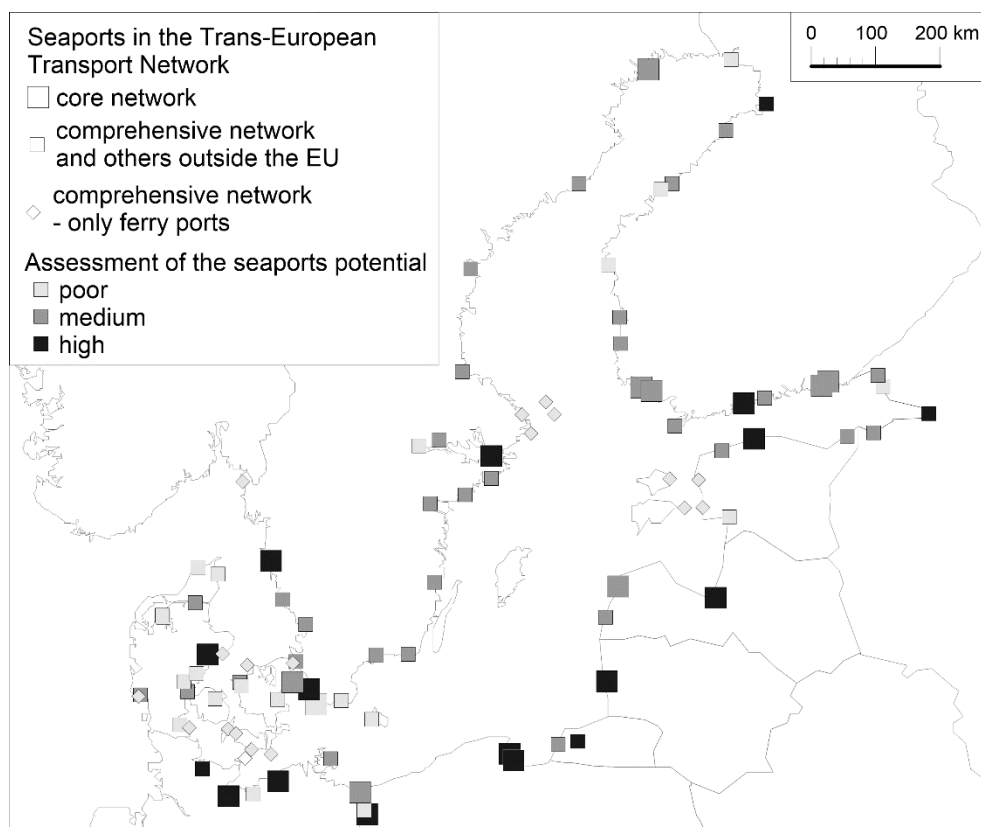 Seaports in the Trans-European
Transport Network
core network
comprehensive network
and others outside the EU
comprehensive network
- only ferry ports
Assessment of the seaports potential
poor
medium
high
0 100 200 km